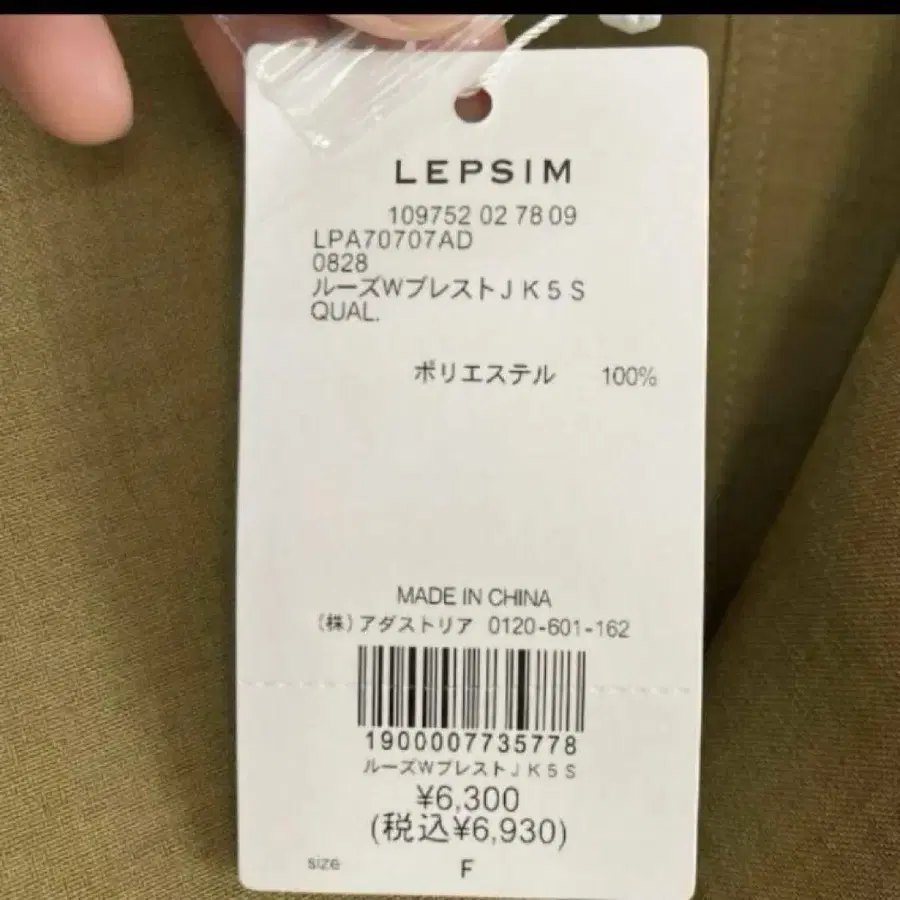 LEPSIM
109752 02 78 09
LPA70707AD
0828
ルーズWブレストJK5S
QUAL.
ポリエステル 100%
MADE IN CHINA
(株)アダストリア 0120-601-162
1900007735778
ルーズWブレストJK5S
¥6,300
(税込¥6,930)
size F